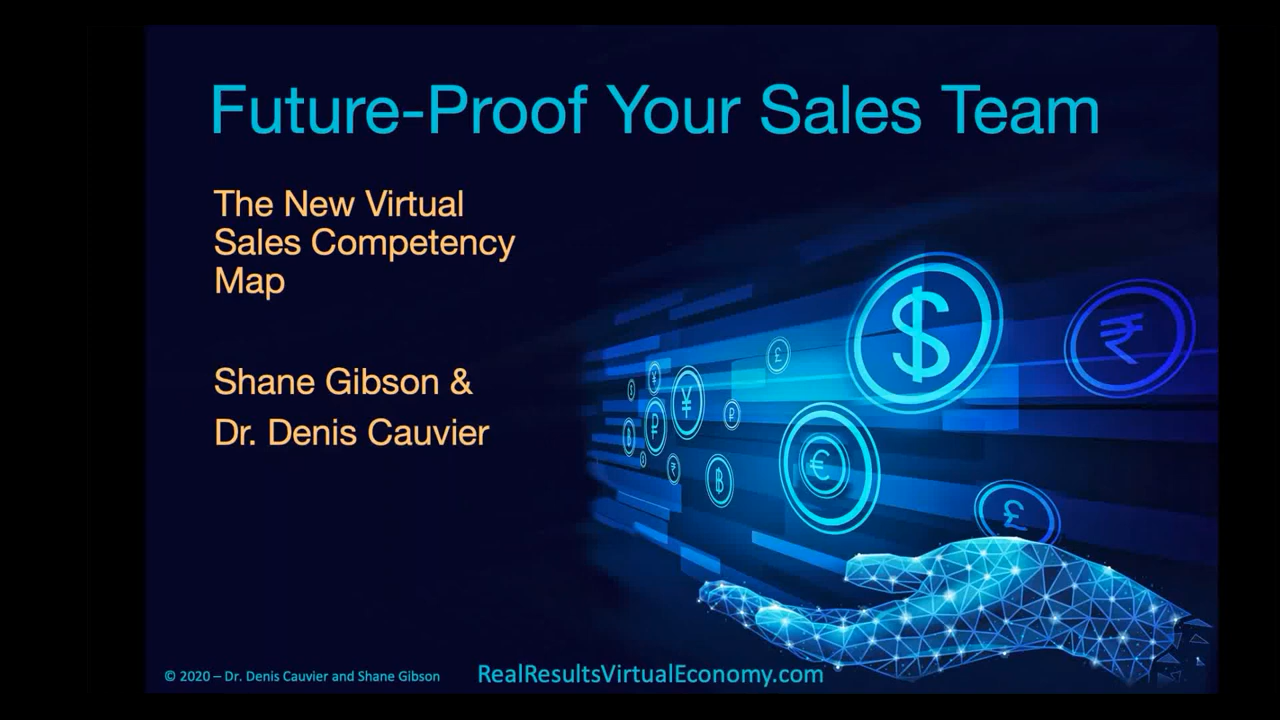 Future-Proof Your Sales Team
The New Virtual
Sales Competency
Map
Shane Gibson &
Dr. Denis Cauvier
© 2020 – Dr. Denis Cauvier and Shane Gibson
RealResultsVirtualEconomy.com